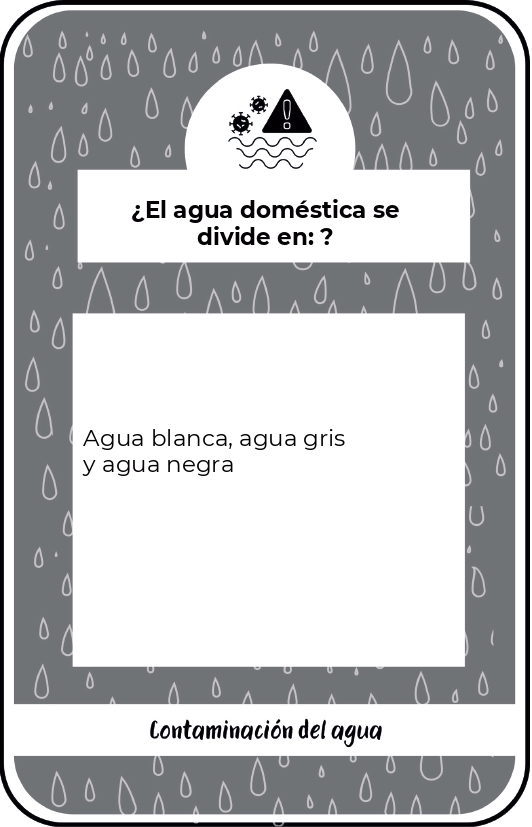 ¿El agua doméstica se
divide en: ?
Agua blanca, agua gris
y agua negra
Contaminación del agua